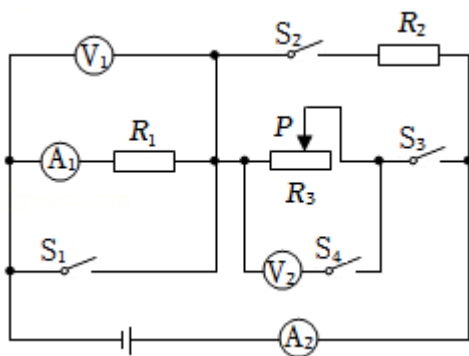 V₁ S₂ R₂
A₁ R₁ P S₃
R₃
S₁ V₂ S₄
A₂